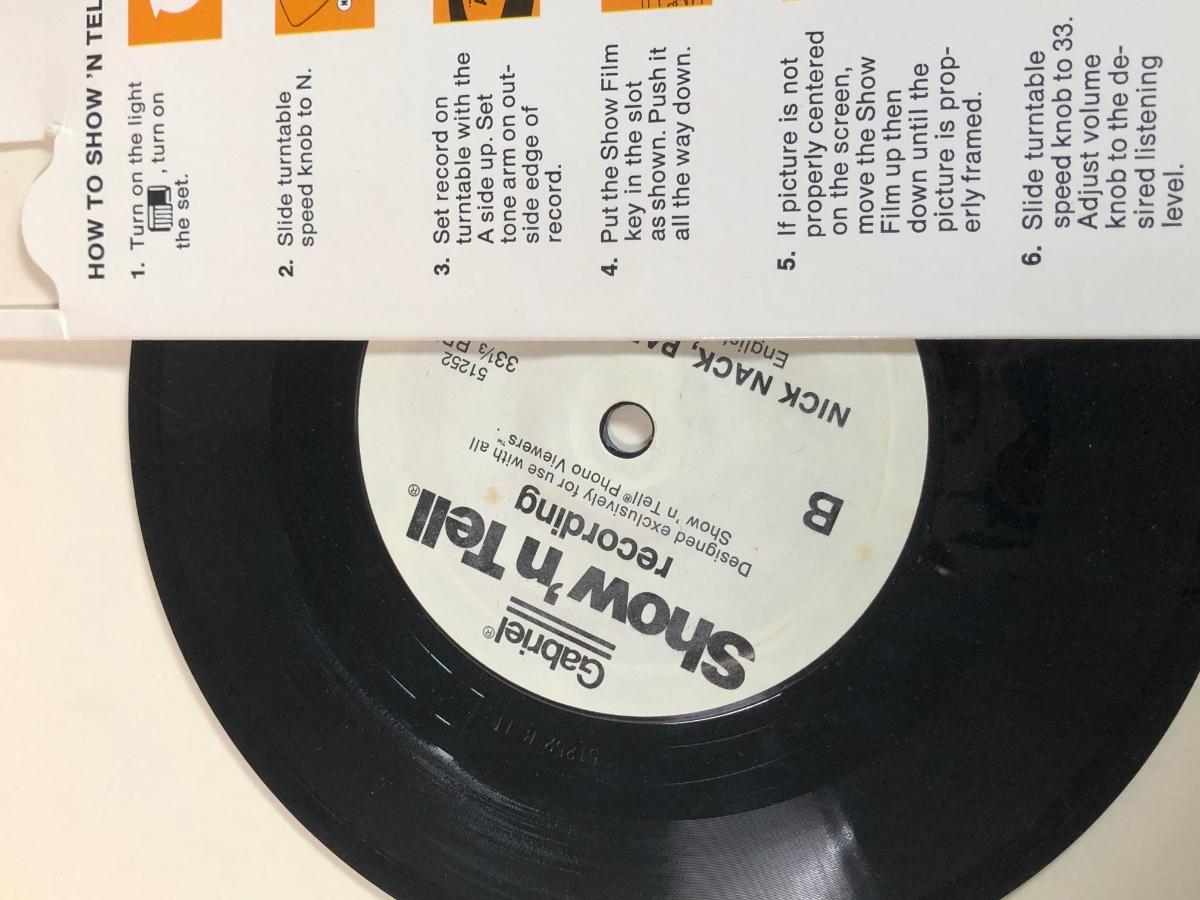 HOW TO SHOW 'N TEL
1. Turn on the light
, turn on
the set.
2. Slide turntable
speed knob to N.
3. Set record on
turntable with the
A side up. Set
tone arm on out-
side edge of
record.
4. Put the Show Film
key in the slot
as shown. Push it
all the way down.
5. If picture is not
properly centered
on the screen,
move the Show
Film up then
down until the
picture is prop-
erly framed.
6. Slide turntable
speed knob to 33.
Adjust volume
knob to the de-
sired listening
level.
Gabriel®
Show 'n Tell®
recording
Designed exclusively for use with all
Show 'n Tell® Phono Viewers™.
B
51252
33⅓
NICK NACK,
51252 B